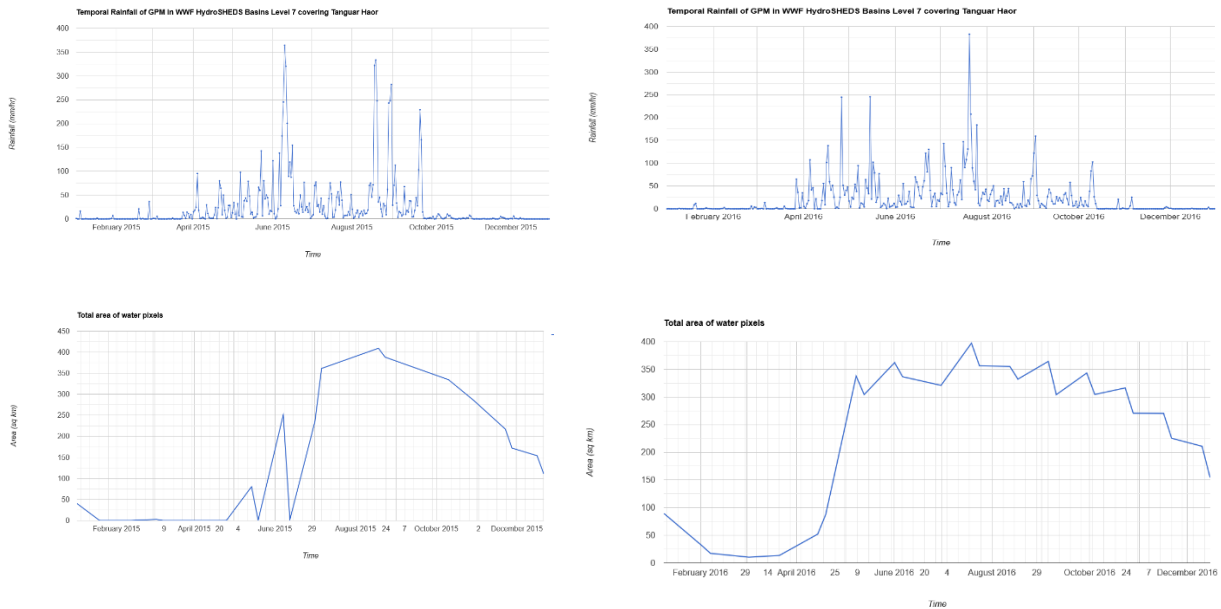 Temporal Rainfall of GPM in WWF HydroSHEDS Basins Level 7 covering Tanguar Haor
400
350
300
250
200
150
100
50
0
Rainfall (mm/hr)
February 2015 April 2015 June 2015 August 2015 October 2015 December 2015
Time
Temporal Rainfall of GPM in WWF HydroSHEDS Basins Level 7 covering Tanguar Haor
400
350
300
250
200
150
100
50
0
Rainfall (mm/hr)
February 2016 April 2016 June 2016 August 2016 October 2016 December 2016
Time
Total area of water pixels
450
400
350
300
250
200
150
100
50
0
Area (sq km)
February 2015 9 April 2015 20 4 June 2015 29 August 2015 24 7 October 2015 2 December 2015
Time
Total area of water pixels
400
350
300
250
200
150
100
50
0
Area (sq km)
February 2016 29 14 April 2016 25 9 June 2016 20 4 August 2016 29 October 2016 24 7 December 2016
Time